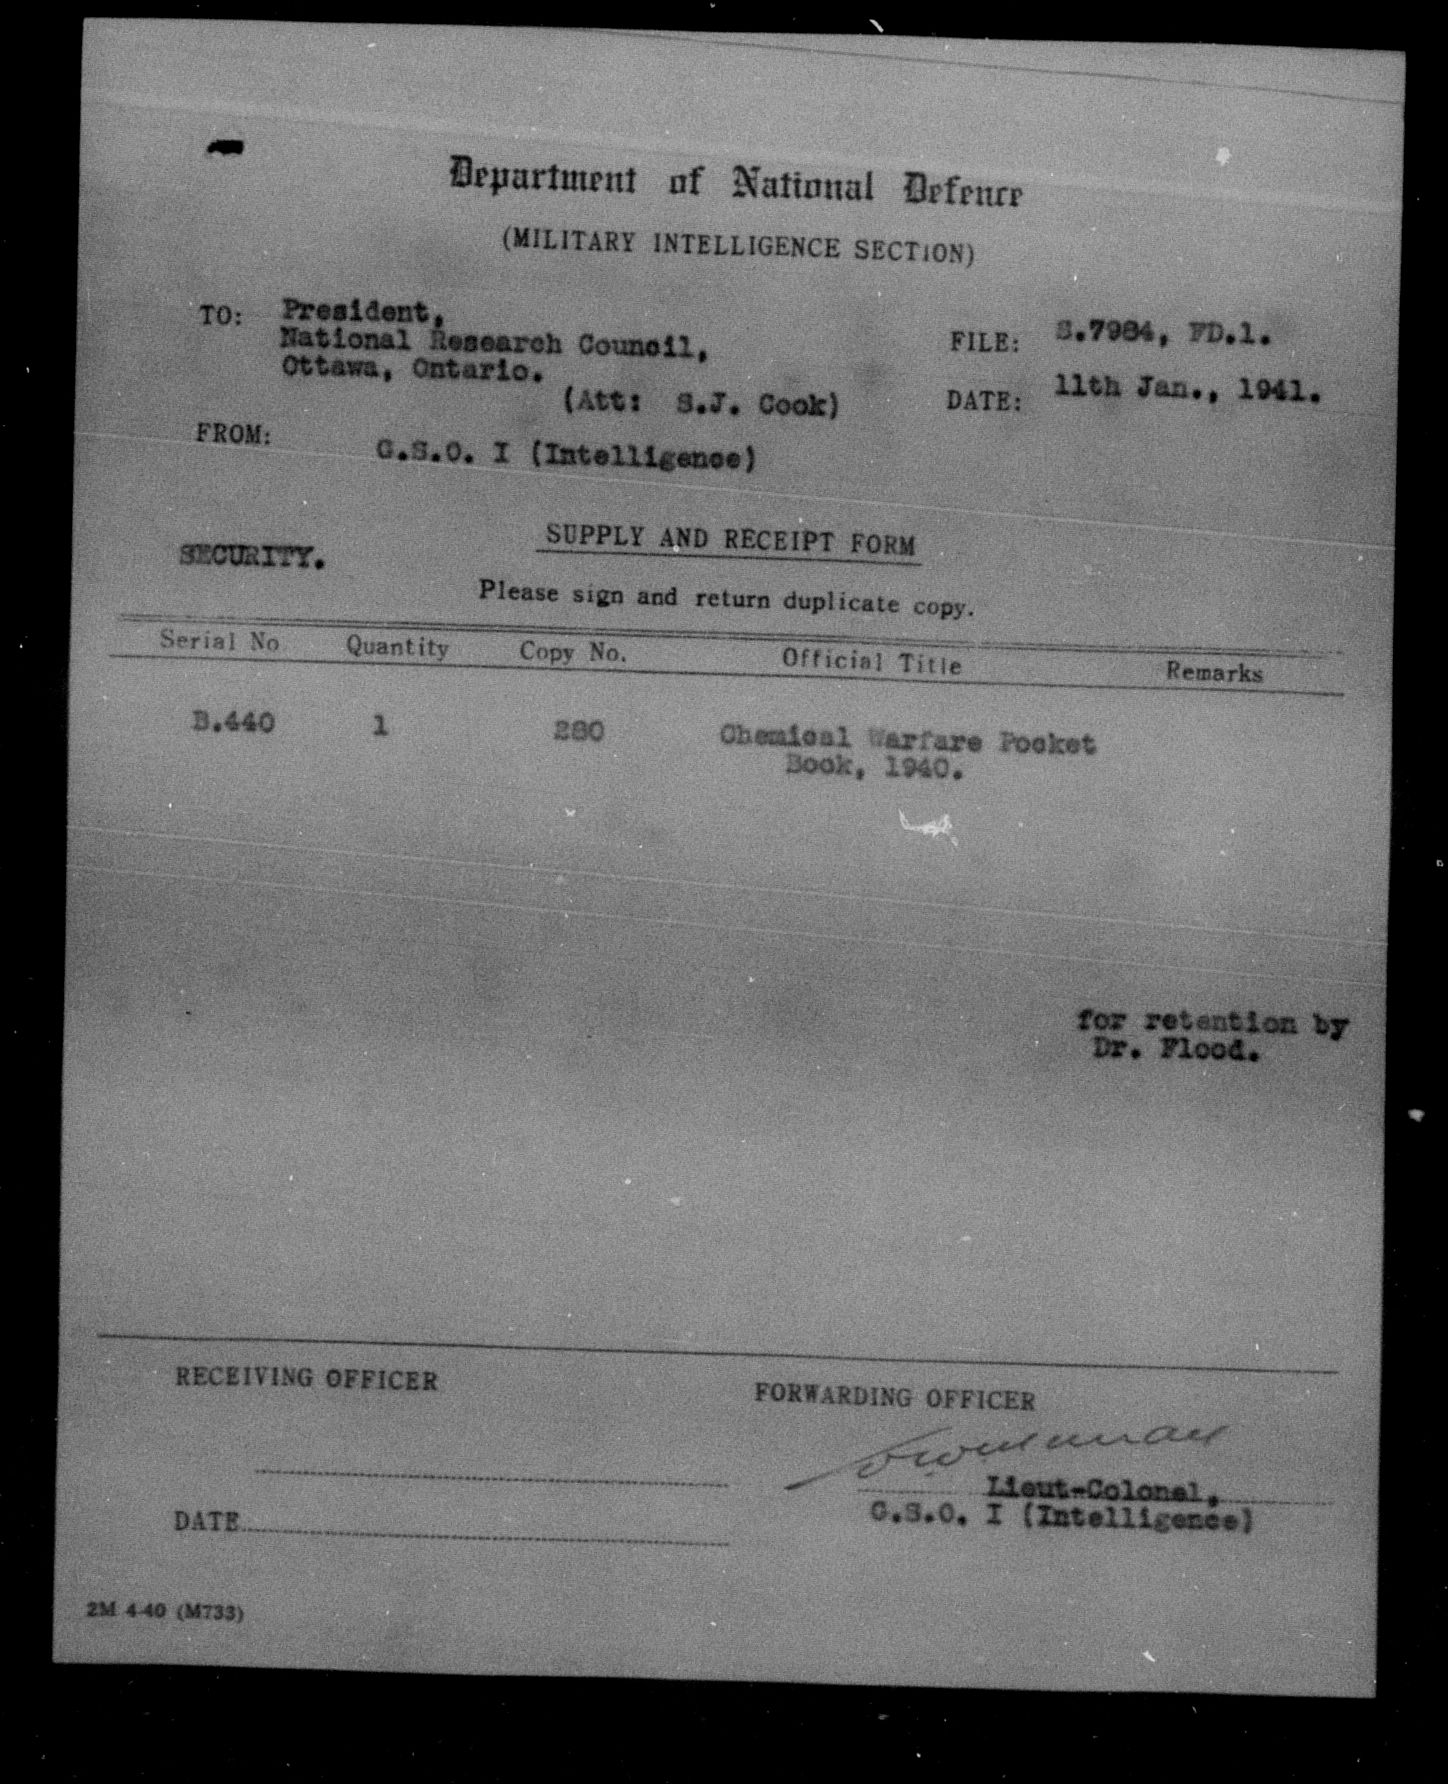 Department of National Defence
(MILITARY INTELLIGENCE SECTION)
TO: President,
National Research Council,
Ottawa, Ontario.
(Att: S.J. Cook)
FILE: S.7984, FD.1.
DATE: 11th Jan., 1941.
FROM: G.S.O. I (Intelligence)
SUPPLY AND RECEIPT FORM
SECURITY.
Please sign and return duplicate copy.
Serial No Quantity Copy No. Official Title Remarks
B.440 1 280 Chemical Warfare Pocket
Book, 1940.
for retention by
Dr. Flood.
RECEIVING OFFICER
FORWARDING OFFICER
Lieut-Colonel,
G.S.O. I (Intelligence)
DATE
2M 4-40 (M733)